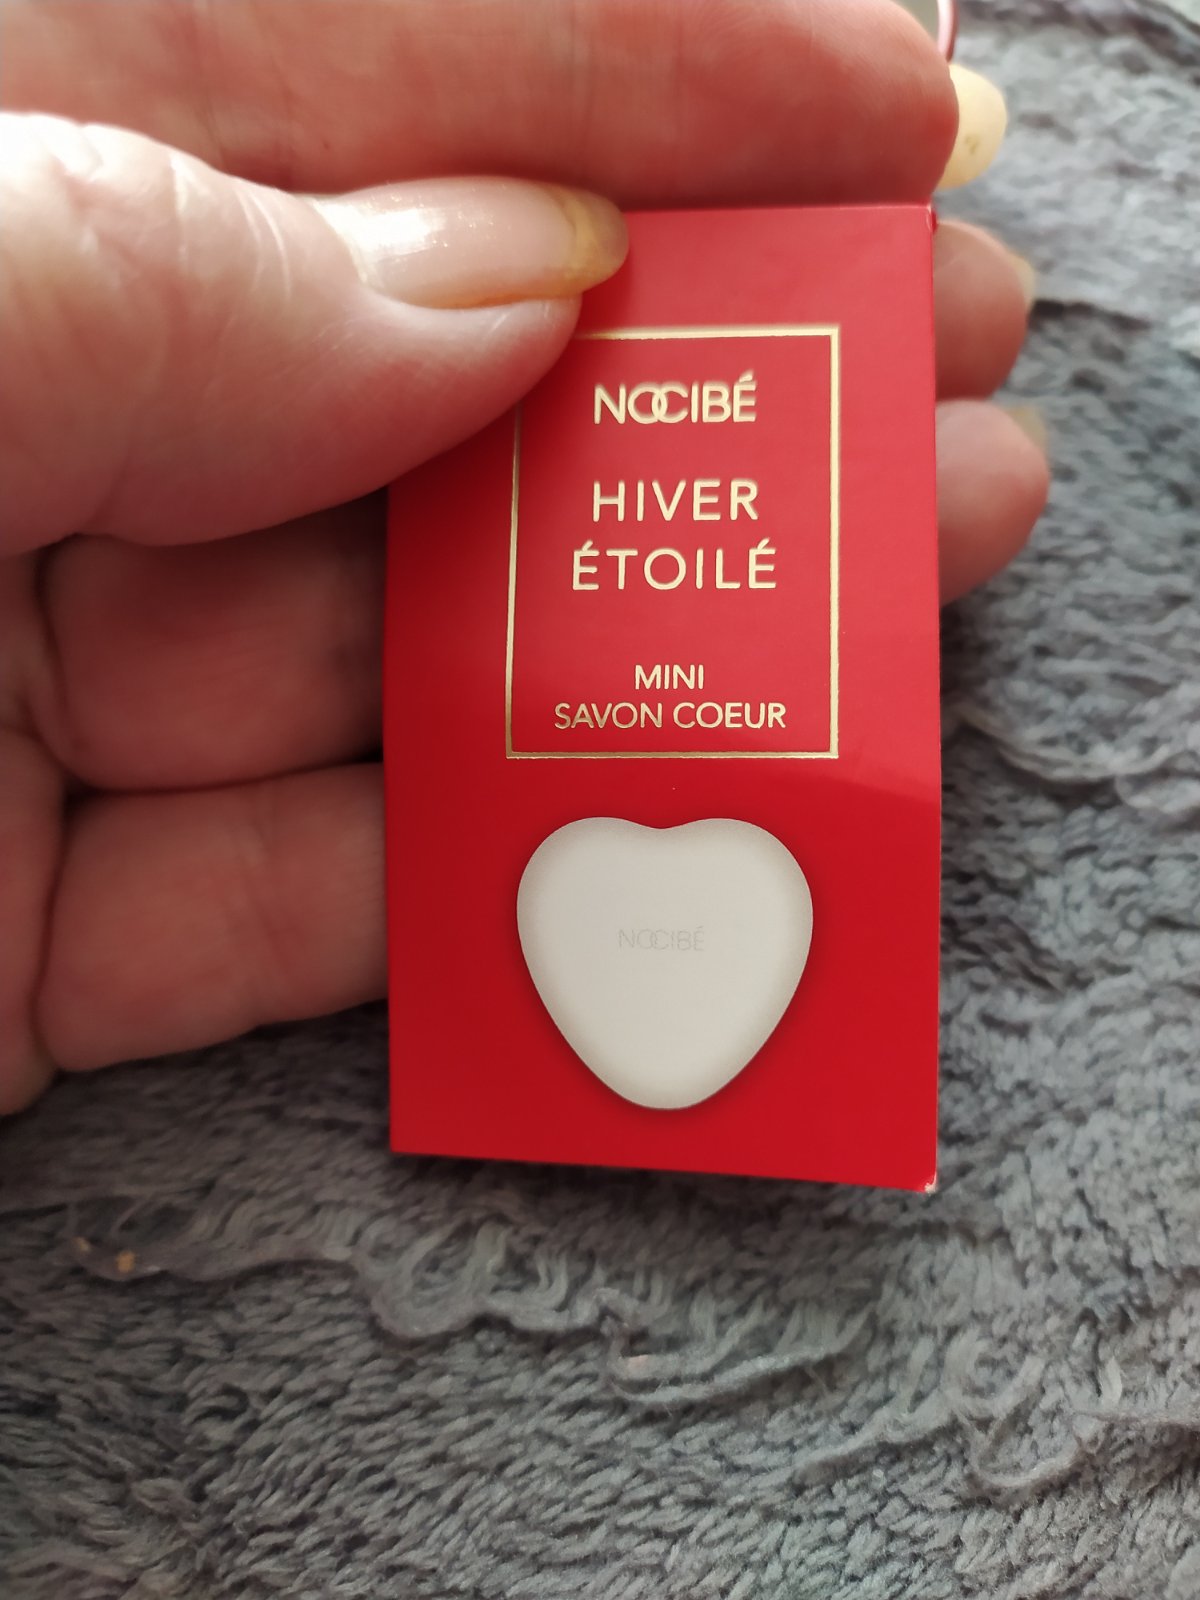 NOCIBÉ
HIVER
ÉTOILÉ
MINI
SAVON COEUR
NOCIBÉ